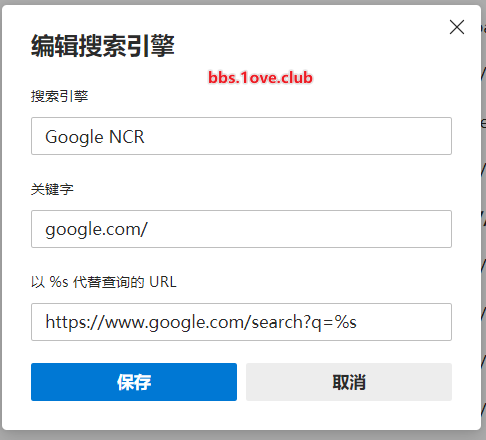 编辑搜索引擎
bbs.1ove.club
搜索引擎
Google NCR
关键字
google.com/
以 %s 代替查询的 URL
https://www.google.com/search?q=%s
保存
取消